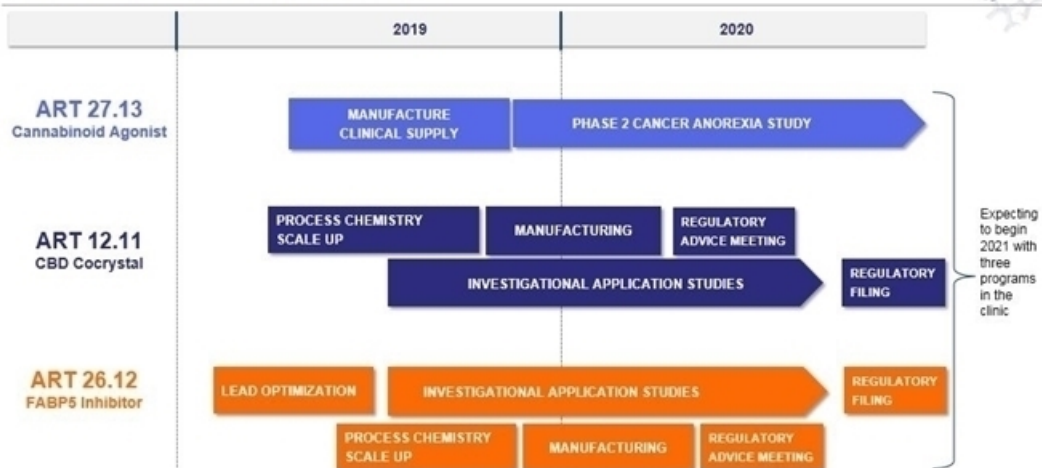 2019
2020
ART 27.13
Cannabinoid Agonist
MANUFACTURE
CLINICAL SUPPLY
PHASE 2 CANCER ANOREXIA STUDY
ART 12.11
CBD Cocrystal
PROCESS CHEMISTRY
SCALE UP
MANUFACTURING
REGULATORY
ADVICE MEETING
INVESTIGATIONAL APPLICATION STUDIES
REGULATORY
FILING
ART 26.12
FABP5 Inhibitor
LEAD OPTIMIZATION
INVESTIGATIONAL APPLICATION STUDIES
REGULATORY
FILING
PROCESS CHEMISTRY
SCALE UP
MANUFACTURING
REGULATORY
ADVICE MEETING
Expecting
to begin
2021 with
three
programs
in the
clinic